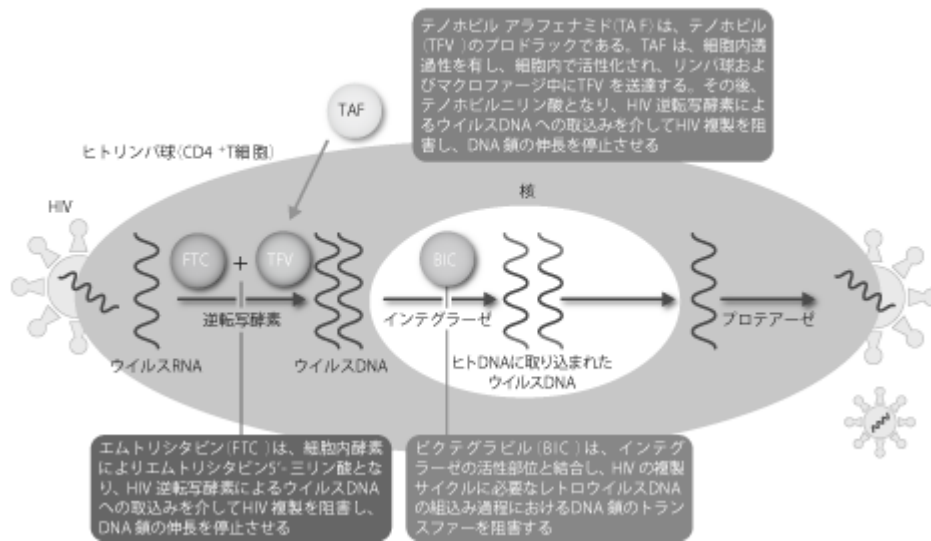 テノホビル アラフェナミド(TAF)は、テノホビル
(TFV)のプロドラックである。TAF は、細胞内透
過性を有し、細胞内で活性化され、リンパ球およ
びマクロファージ中にTFV を送達する。その後、
テノホビルニリン酸となり、HIV 逆転写酵素によ
るウイルスDNA への取込みを介してHIV 複製を阻
害し、DNA 鎖の伸長を停止させる
TAF
ヒトリンパ球(CD4 ⁺T細胞)
核
HIV
FTC
+
TFV
BIC
逆転写酵素
インテグラーゼ
プロテアーゼ
ウイルスRNA
ウイルスDNA
ヒトDNAに取り込まれた
ウイルスDNA
エムトリシタビン(FTC)は、細胞内酵素
によりエムトリシタビン5'-三リン酸とな
り、HIV 逆転写酵素によるウイルスDNA
への取込みを介してHIV 複製を阻害し、
DNA 鎖の伸長を停止させる
ビクテグラビル(BIC)は、インテグ
ラーゼの活性部位と結合し、HIV の複製
サイクルに必要なレトロウイルスDNA
の組込み過程におけるDNA 鎖のトラン
スファーを阻害する